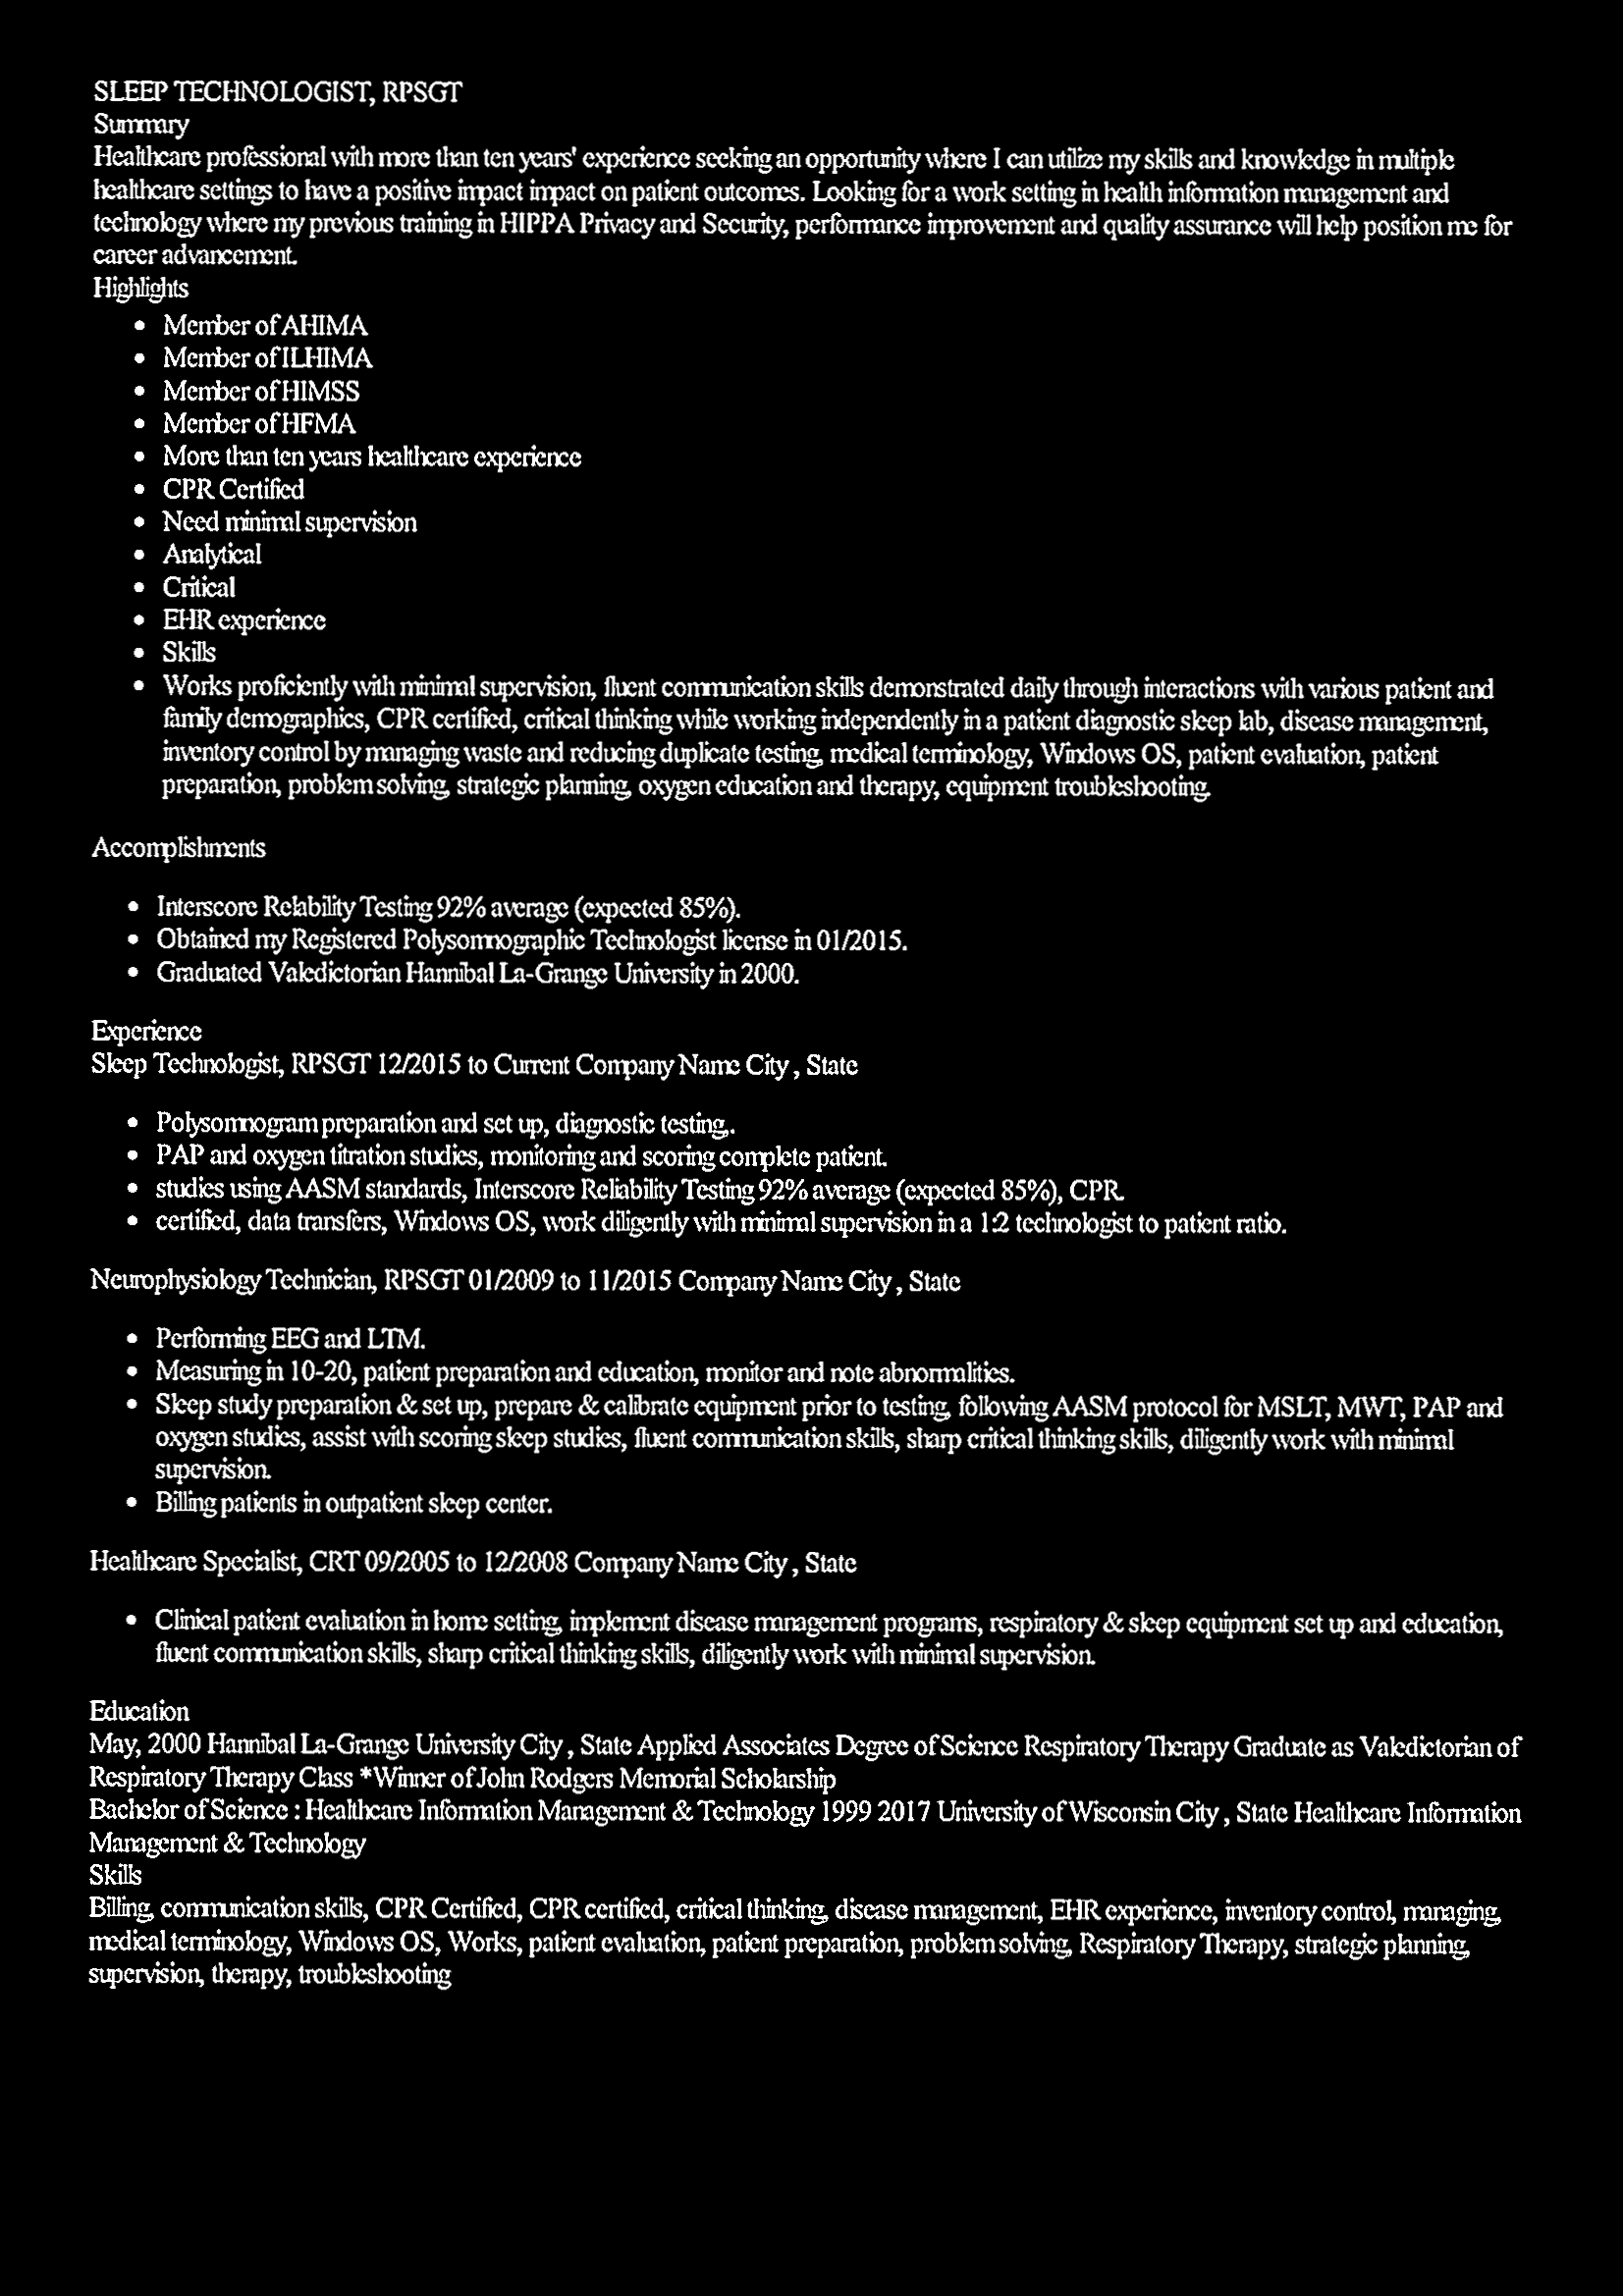 SLEEP TECHNOLOGIST, RPSGT
Summary
Healthcare professional with more than ten years' experience seeking an opportunity where I can utilize my skills and knowledge in multiple
healthcare settings to have a positive impact impact on patient outcomes. Looking for a work setting in health information management and
technology where my previous training in HIPPA Privacy and Security, performance improvement and quality assurance will help position me for
career advancement.
Highlights
• Member of AHIMA
• Member of ILHIMA
• Member of HIMSS
• Member of HFMA
• More than ten years healthcare experience
• CPR Certified
• Need minimal supervision
• Analytical
• Critical
• EHR experience
• Skills
• Works proficiently with minimal supervision, fluent communication skills demonstrated daily through interactions with various patient and
family demographics, CPR certified, critical thinking while working independently in a patient diagnostic sleep lab, disease management,
inventory control by managing waste and reducing duplicate testing, medical terminology, Windows OS, patient evaluation, patient
preparation, problem solving, strategic planning, oxygen education and therapy, equipment troubleshooting.
Accomplishments
• Interscore Relability Testing 92% average (expected 85%).
• Obtained my Registered Polysomnographic Technologist license in 01/2015.
• Graduated Valedictorian Hannibal La-Grange University in 2000.
Experience
Sleep Technologist, RPSGT 12/2015 to Current Company Name City , State
• Polysomnogram preparation and set up, diagnostic testing,.
• PAP and oxygen titration studies, monitoring and scoring complete patient.
• studies using AASM standards, Interscore Reliability Testing 92% average (expected 85%), CPR.
• certified, data transfers, Windows OS, work diligently with minimal supervision in a 1:2 technologist to patient ratio.
Neurophysiology Technician, RPSGT 01/2009 to 11/2015 Company Name City , State
• Performing EEG and LTM.
• Measuring in 10-20, patient preparation and education, monitor and note abnormalities.
• Sleep study preparation & set up, prepare & calibrate equipment prior to testing, following AASM protocol for MSLT, MWT, PAP and
oxygen studies, assist with scoring sleep studies, fluent communication skills, sharp critical thinking skills, diligently work with minimal
supervision.
• Billing patients in outpatient sleep center.
Healthcare Specialist, CRT 09/2005 to 12/2008 Company Name City , State
• Clinical patient evaluation in home setting, implement disease management programs, respiratory & sleep equipment set up and education,
fluent communication skills, sharp critical thinking skills, diligently work with minimal supervision.
Education
May, 2000 Hannibal La-Grange University City , State Applied Associates Degree of Science Respiratory Therapy Graduate as Valedictorian of
Respiratory Therapy Class *Winner of John Rodgers Memorial Scholarship
Bachelor of Science : Healthcare Information Management & Technology 1999 2017 University of Wisconsin City , State Healthcare Information
Management & Technology
Skills
Billing, communication skills, CPR Certified, CPR certified, critical thinking, disease management, EHR experience, inventory control, managing,
medical terminology, Windows OS, Works, patient evaluation, patient preparation, problem solving, Respiratory Therapy, strategic planning,
supervision, therapy, troubleshooting